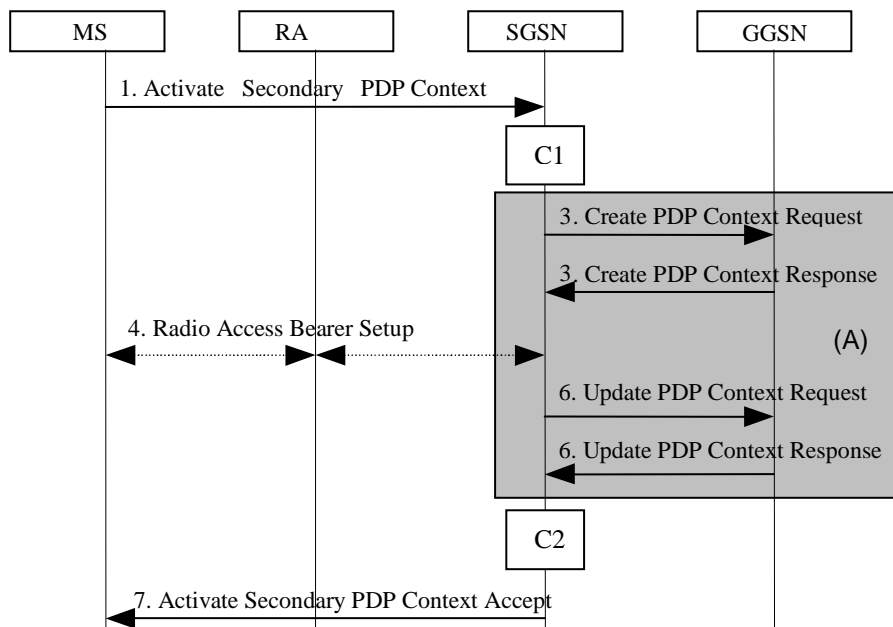 MS RA SGSN GGSN
1. Activate Secondary PDP Context
C1
3. Create PDP Context Request
3. Create PDP Context Response
4. Radio Access Bearer Setup
(A)
6. Update PDP Context Request
6. Update PDP Context Response
C2
7. Activate Secondary PDP Context Accept